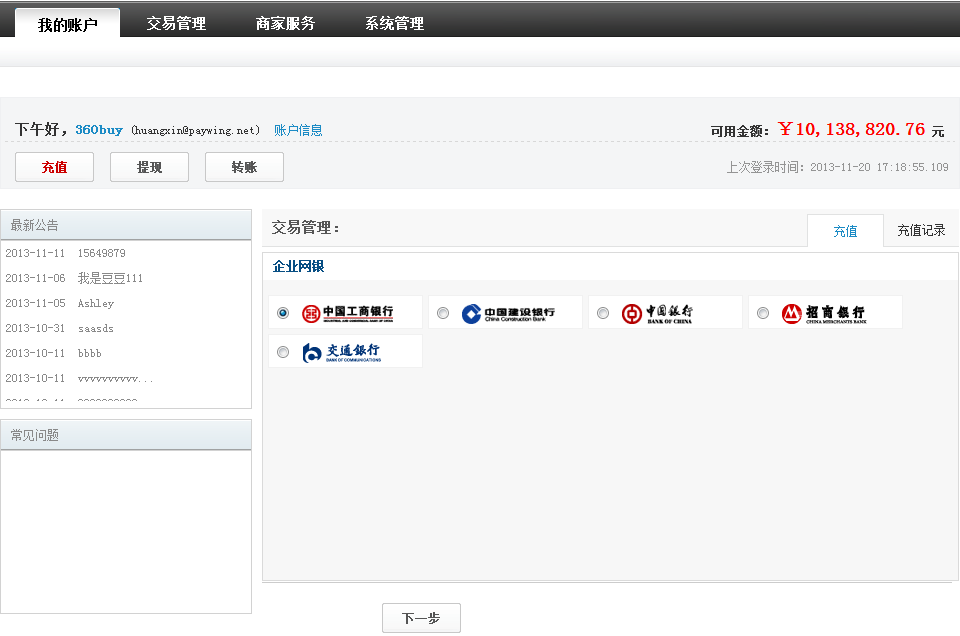 我的账户 交易管理 商家服务 系统管理
下午好，360buy (huangxin@paywing.net) 账户信息
可用金额：￥10,138,820.76 元
充值 提现 转账
上次登录时间：2013-11-20 17:18:55.109
最新公告
2013-11-11 15649879
2013-11-06 我是豆豆111
2013-11-05 Ashley
2013-10-31 saasds
2013-10-11 bbbb
2013-10-11 vvvvvvvvvv...
常见问题
交易管理：
充值 充值记录
企业网银
中国工商银行
中国建设银行
China Construction Bank
中国银行
BANK OF CHINA
招商银行
CHINA MERCHANTS BANK
交通银行
BANK OF COMMUNICATIONS
下一步